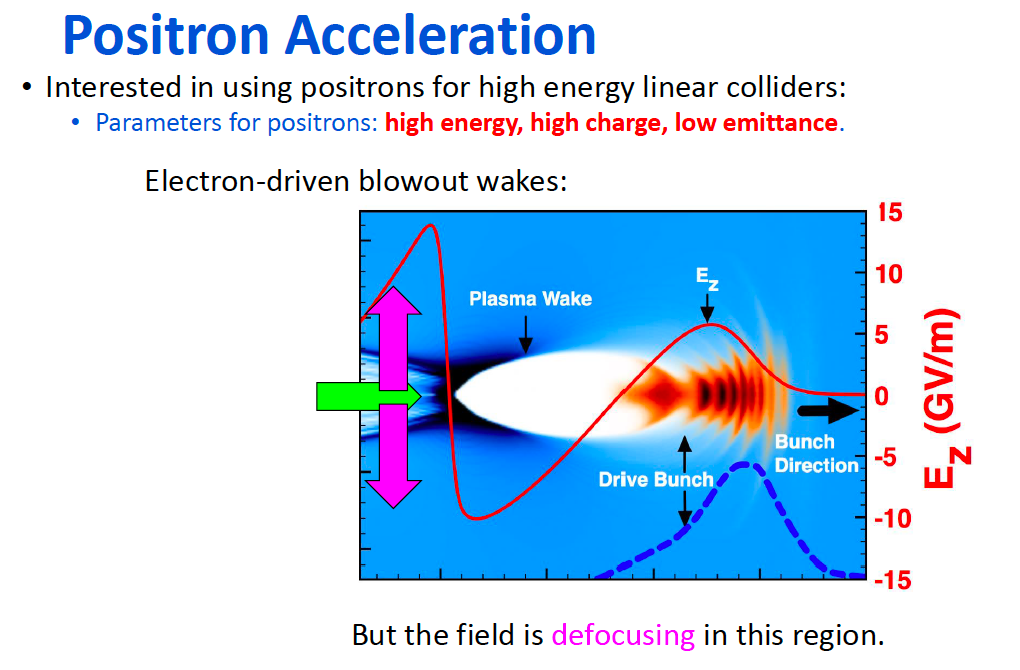 Positron Acceleration
• Interested in using positrons for high energy linear colliders:
• Parameters for positrons: high energy, high charge, low emittance.
Electron-driven blowout wakes:
15
10
5
0
-5
-10
-15
E_z (GV/m)
E_z
Plasma Wake
Bunch
Direction
Drive Bunch
But the field is defocusing in this region.